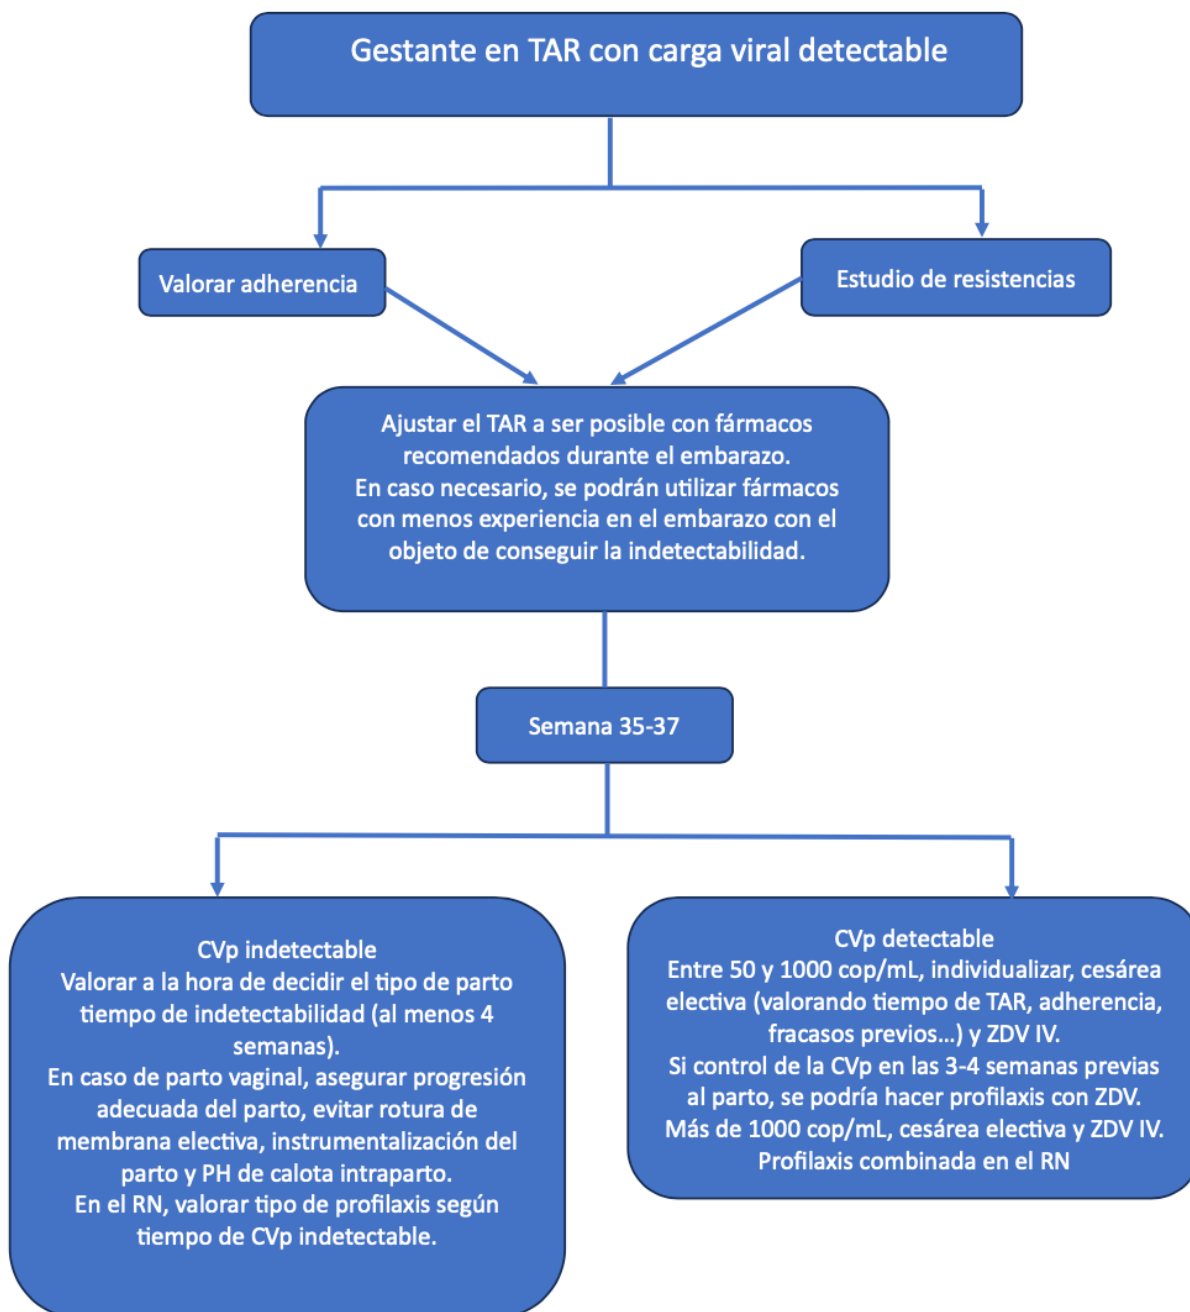 Gestante en TAR con carga viral detectable
Valorar adherencia
Estudio de resistencias
Ajustar el TAR a ser posible con fármacos
recomendados durante el embarazo.
En caso necesario, se podrán utilizar fármacos
con menos experiencia en el embarazo con el
objeto de conseguir la indetectabilidad.
Semana 35-37
CVp indetectable
Valorar a la hora de decidir el tipo de parto
tiempo de indetectabilidad (al menos 4
semanas).
En caso de parto vaginal, asegurar progresión
adecuada del parto, evitar rotura de
membrana electiva, instrumentalización del
parto y PH de calota intraparto.
En el RN, valorar tipo de profilaxis según
tiempo de CVp indetectable.
CVp detectable
Entre 50 y 1000 cop/mL, individualizar, cesárea
electiva (valorando tiempo de TAR, adherencia,
fracasos previos...) y ZDV IV.
Si control de la CVp en las 3-4 semanas previas
al parto, se podría hacer profilaxis con ZDV.
Más de 1000 cop/mL, cesárea electiva y ZDV IV.
Profilaxis combinada en el RN